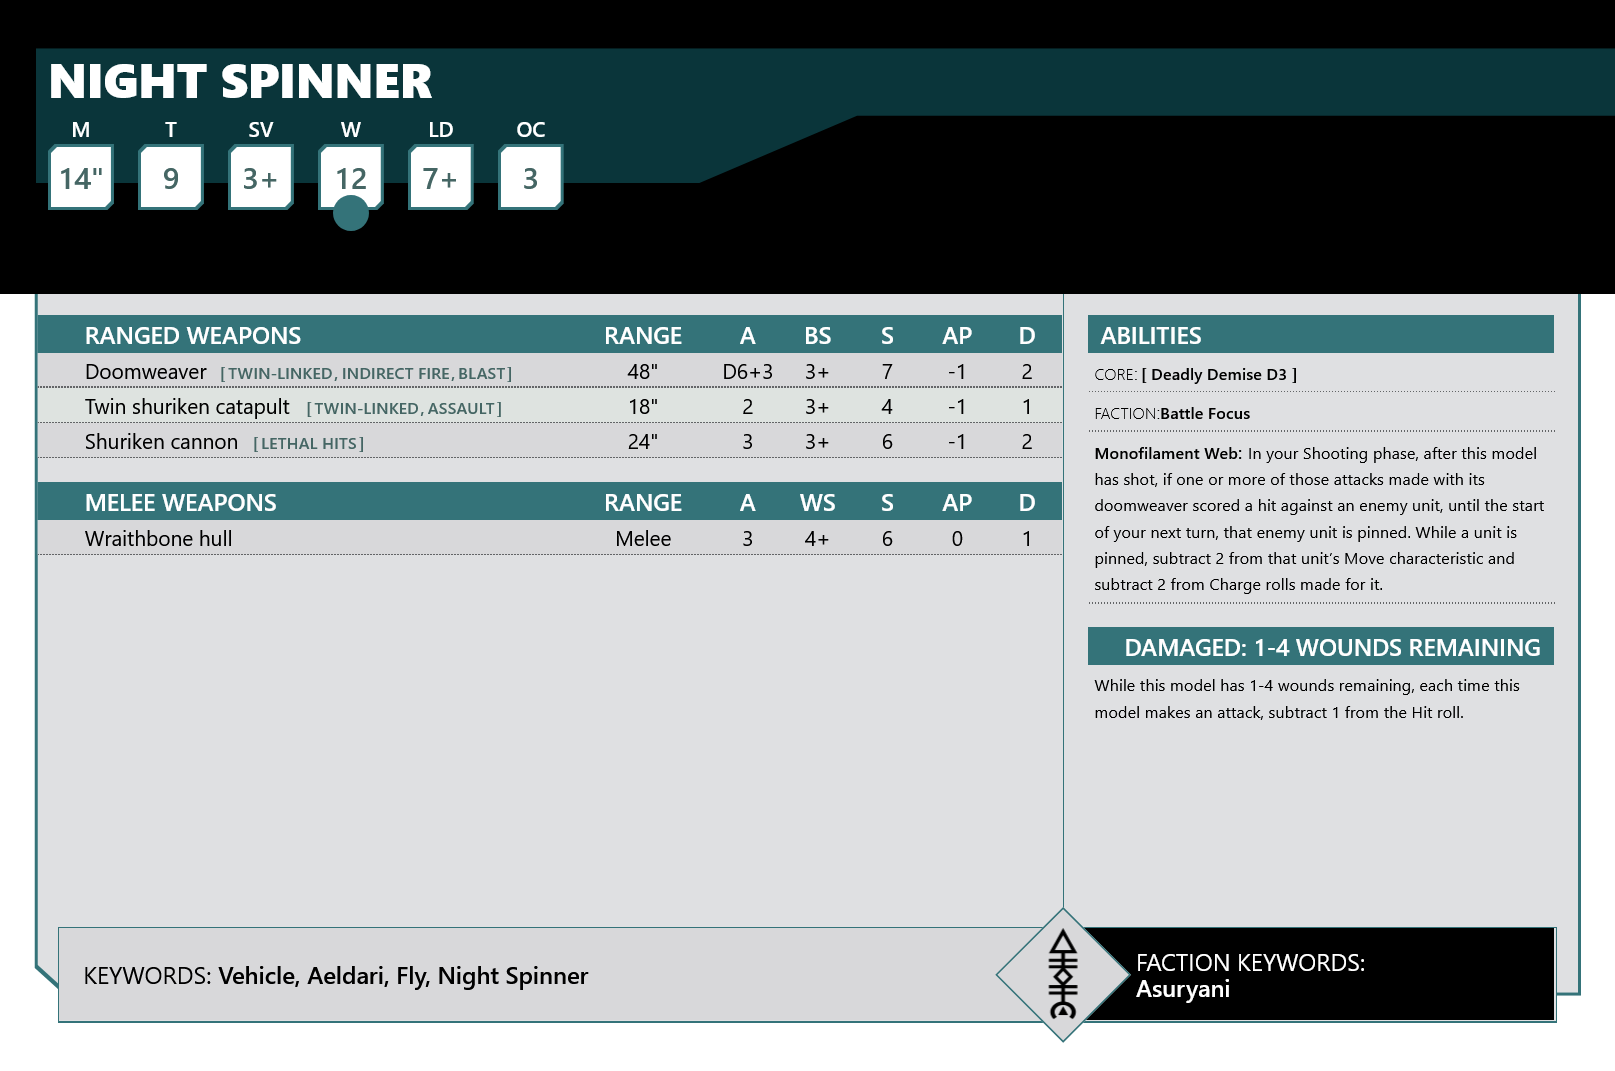 NIGHT SPINNER
M T SV W LD OC
14" 9 3+ 12 7+ 3
RANGED WEAPONS RANGE A BS S AP D
Doomweaver [TWIN-LINKED, INDIRECT FIRE, BLAST] 48" D6+3 3+ 7 -1 2
Twin shuriken catapult [TWIN-LINKED, ASSAULT] 18" 2 3+ 4 -1 1
Shuriken cannon [LETHAL HITS] 24" 3 3+ 6 -1 2
MELEE WEAPONS RANGE A WS S AP D
Wraithbone hull Melee 3 4+ 6 0 1
ABILITIES
CORE: [ Deadly Demise D3 ]
FACTION:Battle Focus
Monofilament Web: In your Shooting phase, after this model
has shot, if one or more of those attacks made with its
doomweaver scored a hit against an enemy unit, until the start
of your next turn, that enemy unit is pinned. While a unit is
pinned, subtract 2 from that unit’s Move characteristic and
subtract 2 from Charge rolls made for it.
DAMAGED: 1-4 WOUNDS REMAINING
While this model has 1-4 wounds remaining, each time this
model makes an attack, subtract 1 from the Hit roll.
KEYWORDS: Vehicle, Aeldari, Fly, Night Spinner
FACTION KEYWORDS:
Asuryani